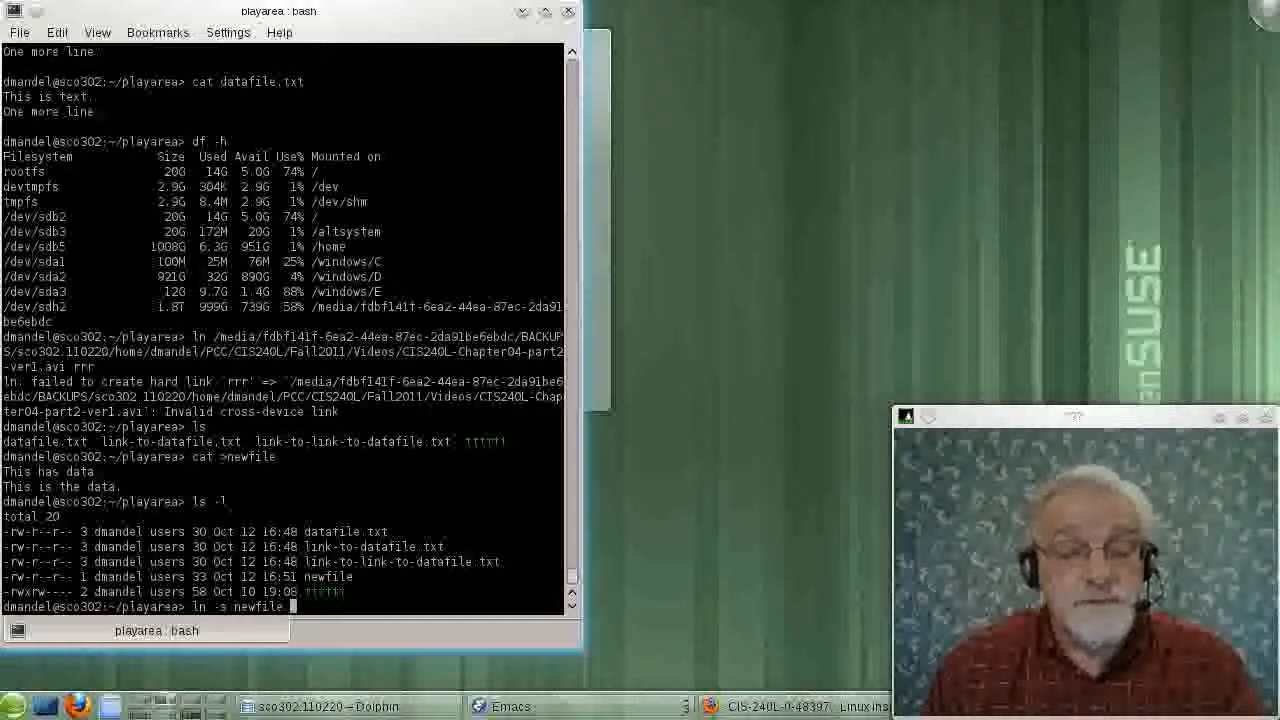 playarea : bash
File Edit View Bookmarks Settings Help
One more line
dmandel@sco302:~/playarea> cat datafile.txt
This is text.
One more line
dmandel@sco302:~/playarea> df -h
Filesystem Size Used Avail Use% Mounted on
rootfs 20G 14G 5.0G 74% /
devtmpfs 2.9G 304K 2.9G 1% /dev
tmpfs 2.9G 8.4M 2.9G 1% /dev/shm
/dev/sdb2 20G 14G 5.0G 74% /
/dev/sdb3 20G 172M 20G 1% /altsystem
/dev/sdb5 1008G 6.3G 951G 1% /home
/dev/sda1 100M 25M 76M 25% /windows/C
/dev/sda2 921G 32G 890G 4% /windows/D
/dev/sda3 12G 9.7G 1.4G 88% /windows/E
/dev/sdh2 1.8T 999G 739G 58% /media/fdbf141f-6ea2-44ea-87ec-2da91
be6ebdc
dmandel@sco302:~/playarea> ln /media/fdbf141f-6ea2-44ea-87ec-2da91be6ebdc/BACKUP
S/sco302.110220/home/dmandel/PCC/CIS240L/Fall2011/Videos/CIS240L-Chapter04-part2
-ver1.avi rrr
ln: failed to create hard link `rrr' => `/media/fdbf141f-6ea2-44ea-87ec-2da91be6
ebdc/BACKUPS/sco302.110220/home/dmandel/PCC/CIS240L/Fall2011/Videos/CIS240L-Chap
ter04-part2-ver1.avi': Invalid cross-device link
dmandel@sco302:~/playarea> ls
datafile.txt link-to-datafile.txt link-to-link-to-datafile.txt
dmandel@sco302:~/playarea> cat >newfile
This has data
This is the data.
dmandel@sco302:~/playarea> ls -l
total 20
-rw-r--r-- 3 dmandel users 30 Oct 12 16:48 datafile.txt
-rw-r--r-- 3 dmandel users 30 Oct 12 16:48 link-to-datafile.txt
-rw-r--r-- 3 dmandel users 30 Oct 12 16:48 link-to-link-to-datafile.txt
-rw-r--r-- 1 dmandel users 33 Oct 12 16:51 newfile
-rwxrw---- 2 dmandel users 58 Oct 10 19:08
dmandel@sco302:~/playarea> ln -s newfile
playarea : bash
enSUSE
???
sco302.110220 – Dolphin
Emacs
3
CIS-240L-0-48397, Linux Ins